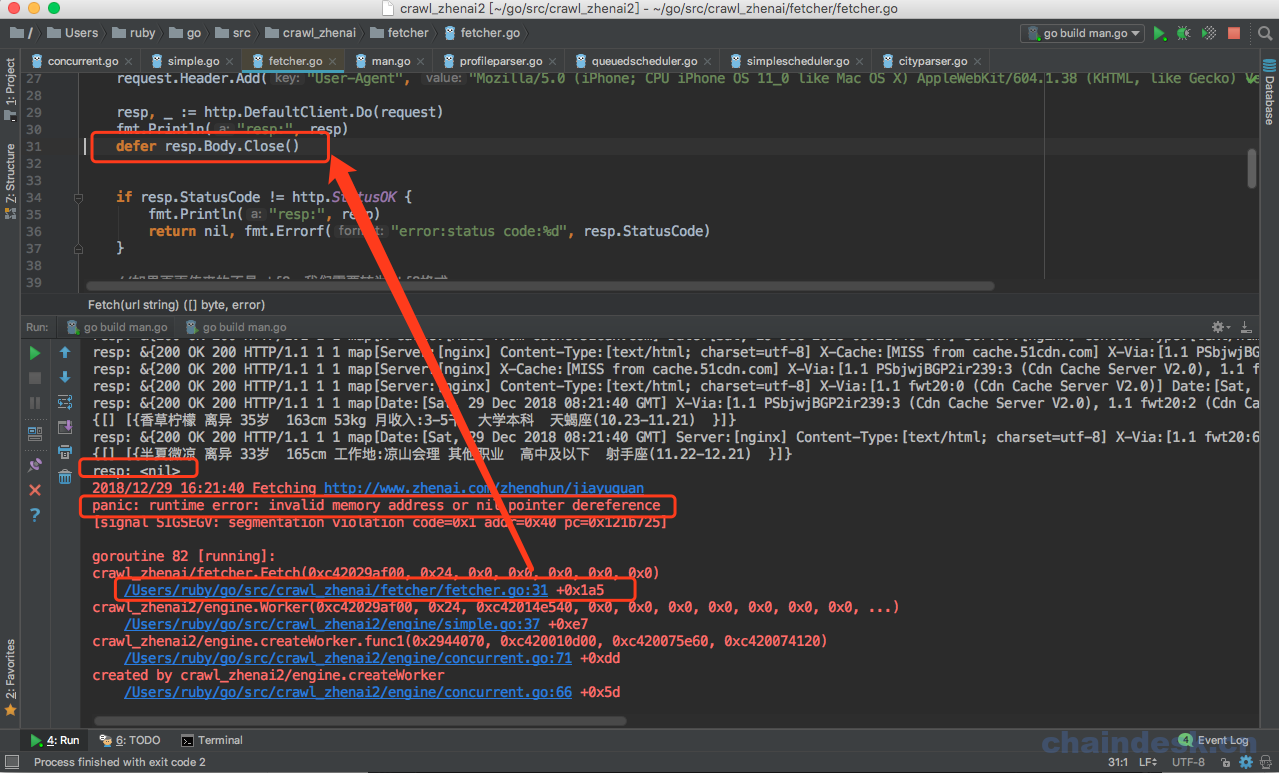 crawl_zhenai2 [~/go/src/crawl_zhenai2] - ~/go/src/crawl_zhenai/fetcher/fetcher.go
/ Users ruby go src crawl_zhenai fetcher fetcher.go go build man.go
concurrent.go simple.go fetcher.go man.go profileparser.go queuedscheduler.go simplescheduler.go cityparser.go
1: Project
7: Structure
2: Favorites
Database
27 request.Header.Add( key: "User-Agent", value: "Mozilla/5.0 (iPhone; CPU iPhone OS 11_0 like Mac OS X) AppleWebKit/604.1.38 (KHTML, like Gecko)
28
29 resp, _ := http.DefaultClient.Do(request)
30 fmt.Println( a: "resp:", resp)
31 defer resp.Body.Close()
32
33
34 if resp.StatusCode != http.StatusOK {
35 fmt.Println( a: "resp:", resp)
36 return nil, fmt.Errorf( format: "error:status code:%d", resp.StatusCode)
37 }
38
39
Fetch(url string) ([] byte, error)
Run: go build man.go go build man.go
resp: &{200 OK 200 HTTP/1.1 1 1 map[Server:[nginx] Content-Type:[text/html; charset=utf-8] X-Cache:[MISS from cache.51cdn.com] X-Via:[1.1 PSbjwjBG
resp: &{200 OK 200 HTTP/1.1 1 1 map[Server:[nginx] X-Cache:[MISS from cache.51cdn.com] X-Via:[1.1 PSbjwjBGP2ir239:3 (Cdn Cache Server V2.0), 1.1 f
resp: &{200 OK 200 HTTP/1.1 1 1 map[Server:[nginx] Content-Type:[text/html; charset=utf-8] X-Via:[1.1 fwt20:0 (Cdn Cache Server V2.0)] Date:[Sat,
resp: &{200 OK 200 HTTP/1.1 1 1 map[Date:[Sat, 29 Dec 2018 08:21:40 GMT] X-Via:[1.1 PSbjwjBGP2ir239:3 (Cdn Cache Server V2.0), 1.1 fwt20:2 (Cdn Ca
{[] [{香草柠檬 离异 35岁 163cm 53kg 月收入:3-5千 大学本科 天蝎座(10.23-11.21) }]}
resp: &{200 OK 200 HTTP/1.1 1 1 map[Date:[Sat, 29 Dec 2018 08:21:40 GMT] Server:[nginx] Content-Type:[text/html; charset=utf-8] X-Via:[1.1 fwt20:6
{[] [{半夏微凉 离异 33岁 165cm 工作地:凉山会理 其他职业 高中及以下 射手座(11.22-12.21) }]}
resp: <nil>
2018/12/29 16:21:40 Fetching http://www.zhenai.com/zhenghun/jiayuguan
panic: runtime error: invalid memory address or nil pointer dereference
[signal SIGSEGV: segmentation violation code=0x1 addr=0x40 pc=0x121b725]
goroutine 82 [running]:
crawl_zhenai/fetcher.Fetch(0xc42029af00, 0x24, 0x0, 0x0, 0x0, 0x0, 0x0)
/Users/ruby/go/src/crawl_zhenai/fetcher/fetcher.go:31 +0x1a5
crawl_zhenai2/engine.Worker(0xc42029af00, 0x24, 0xc42014e540, 0x0, 0x0, 0x0, 0x0, 0x0, 0x0, 0x0, ...)
/Users/ruby/go/src/crawl_zhenai2/engine/simple.go:37 +0xe7
crawl_zhenai2/engine.createWorker.func1(0x2944070, 0xc420010d00, 0xc420075e60, 0xc420074120)
/Users/ruby/go/src/crawl_zhenai2/engine/concurrent.go:71 +0xdd
created by crawl_zhenai2/engine.createWorker
/Users/ruby/go/src/crawl_zhenai2/engine/concurrent.go:66 +0x5d
4: Run 6: TODO Terminal 4 Event Log
chaindesk.cn
Process finished with exit code 2 31:1 LF UTF-8